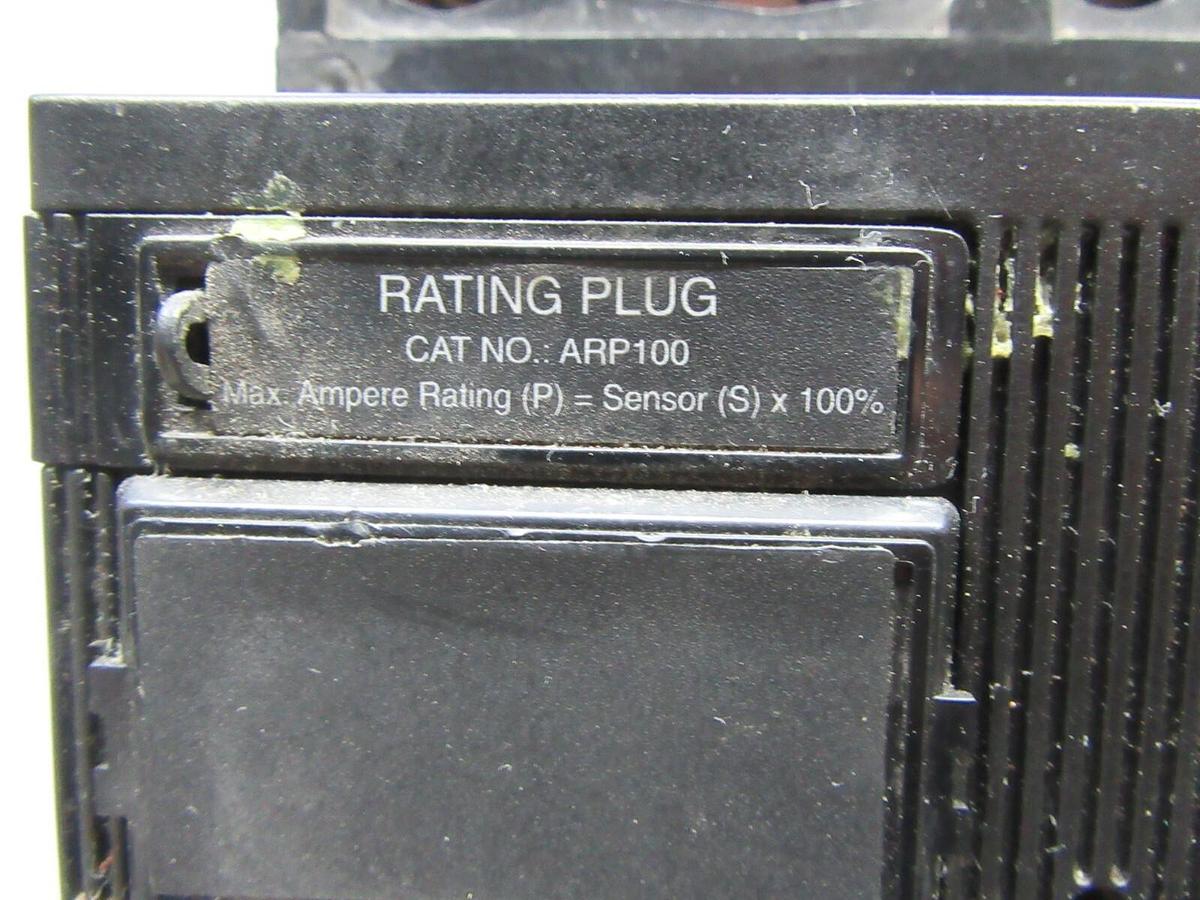 RATING PLUG
CAT NO.: ARP100
Max. Ampere Rating (P) = Sensor (S) x 100%